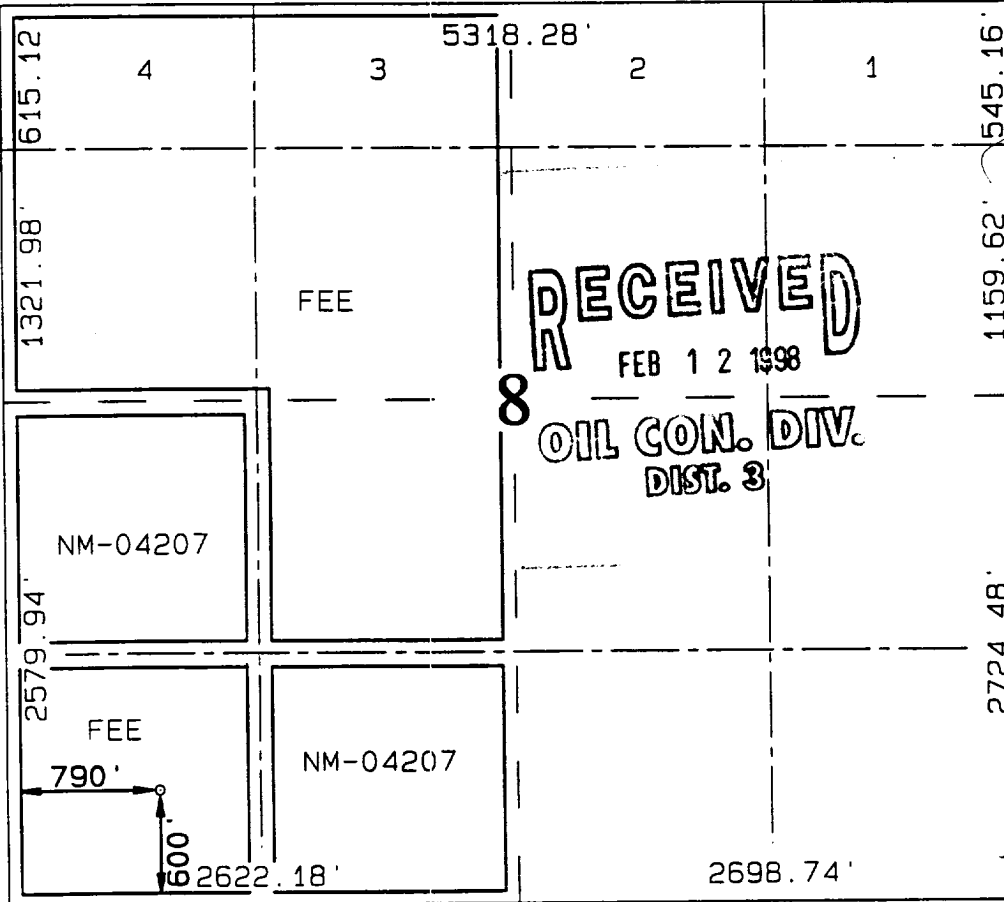 5318.28'
615.12
4
3
2
1
545.16'
1321.98'
1159.62'
FEE
RECEIVED
FEB 12 1998
8
OIL CON. DIV.
DIST. 3
NM-04207
2579.94'
2724.48'
FEE
NM-04207
790'
600'
2622.18'
2698.74'